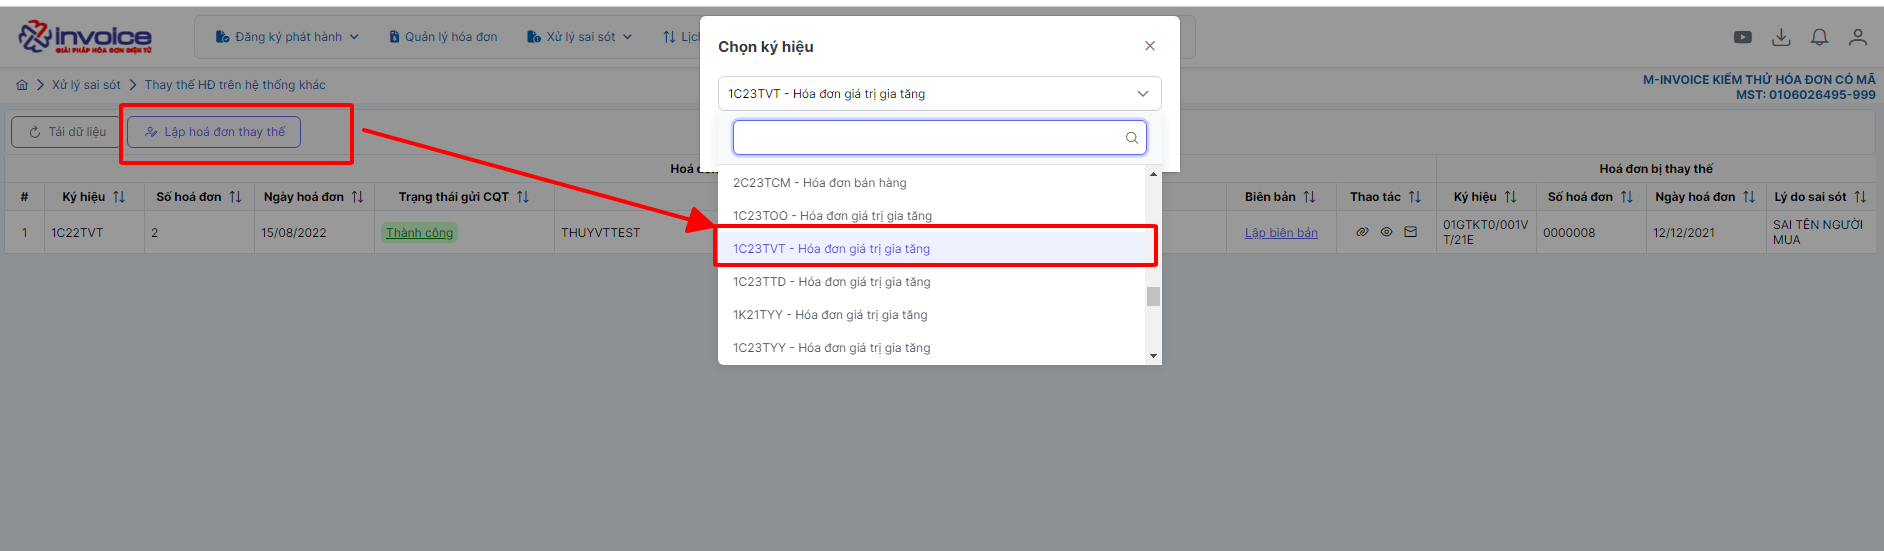 invoice
GIẢI PHÁP HÓA ĐƠN ĐIỆN TỬ
Đăng ký phát hành
Quản lý hóa đơn
Xử lý sai sót
Lịch
Xử lý sai sót
Thay thế HĐ trên hệ thống khác
M-INVOICE KIỂM THỬ HÓA ĐƠN CÓ MÃ
MST: 0106026495-999
Tải dữ liệu
Lập hoá đơn thay thế
Chọn ký hiệu
1C23TVT - Hóa đơn giá trị gia tăng
2C23TCM - Hóa đơn bán hàng
1C23TOO - Hóa đơn giá trị gia tăng
1C23TVT - Hóa đơn giá trị gia tăng
1C23TTD - Hóa đơn giá trị gia tăng
1K21TYY - Hóa đơn giá trị gia tăng
1C23TYY - Hóa đơn giá trị gia tăng
Hoá
Hoá đơn bị thay thế
# Ký hiệu Số hoá đơn Ngày hoá đơn Trạng thái gửi CQT Biên bản Thao tác Ký hiệu Số hoá đơn Ngày hoá đơn Lý do sai sót
1 1C22TVT 2 15/08/2022 Thành công THUYVTTEST Lập biên bản 01GTKT0/001V 0000008 12/12/2021 SAI TÊN NGƯỜI
T/21E MUA